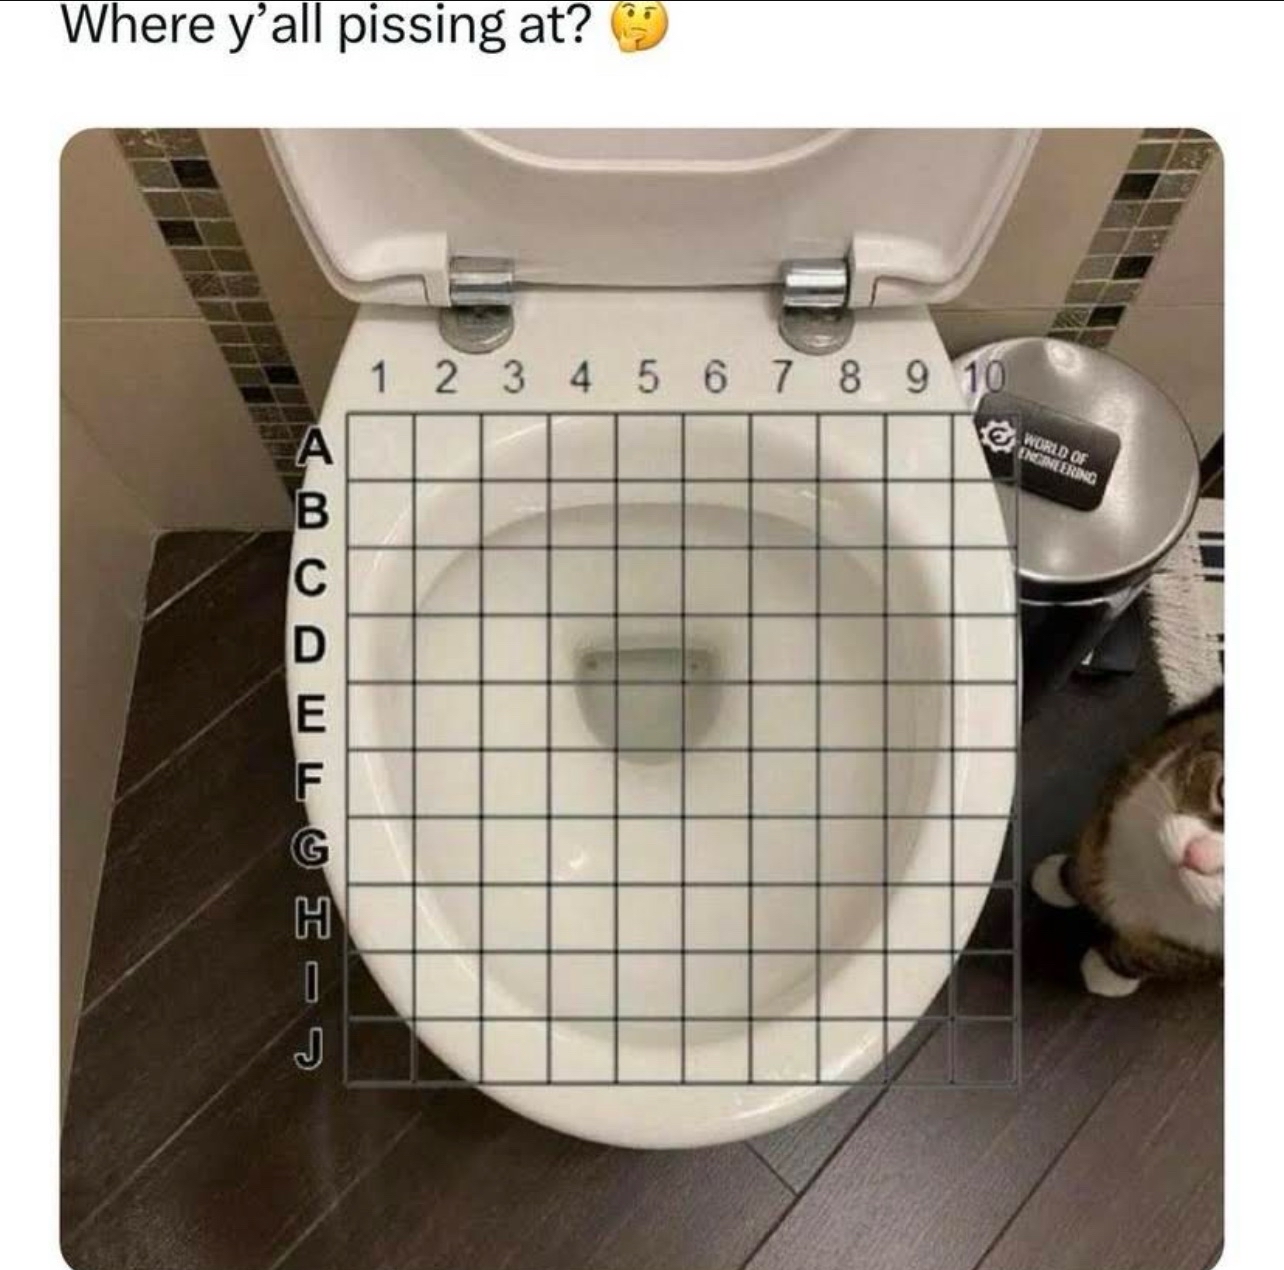 Where y’all pissing at? 🤔
1 2 3 4 5 6 7 8 9 10
A
B
C
D
E
F
G
H
I
J
WORLD OF
ENGINEERING